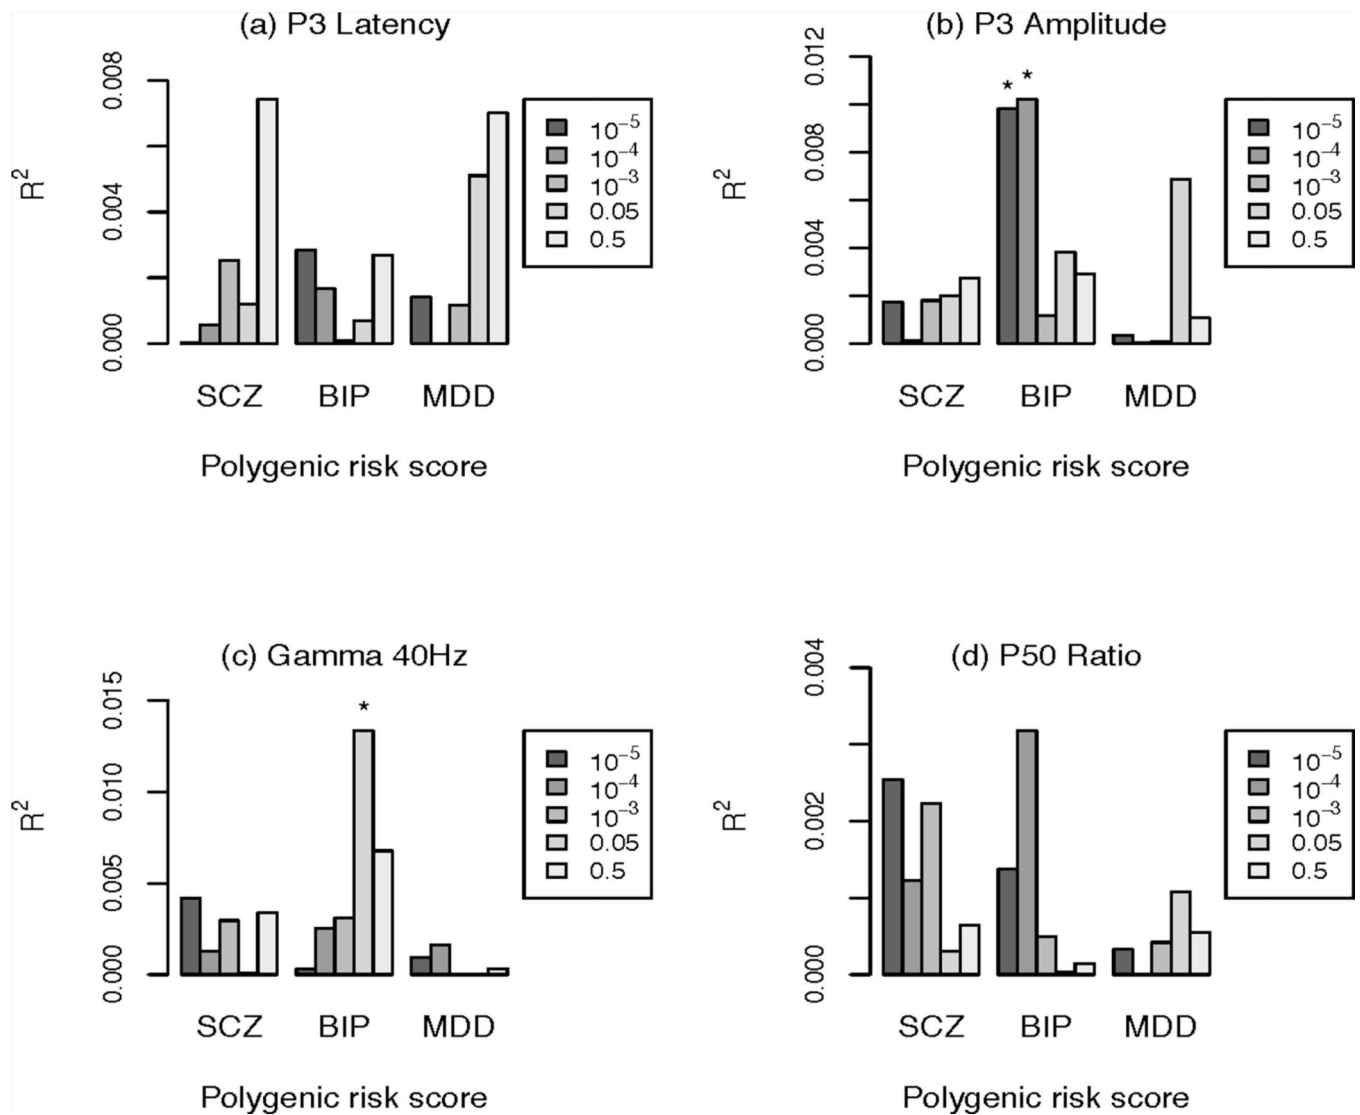 (a) P3 Latency
R²
0.000
0.004
0.008
10⁻⁵
10⁻⁴
10⁻³
0.05
0.5
SCZ BIP MDD
Polygenic risk score
(b) P3 Amplitude
R²
0.000
0.004
0.008
0.012
* *
10⁻⁵
10⁻⁴
10⁻³
0.05
0.5
SCZ BIP MDD
Polygenic risk score
(c) Gamma 40Hz
R²
0.000
0.005
0.010
0.015
*
10⁻⁵
10⁻⁴
10⁻³
0.05
0.5
SCZ BIP MDD
Polygenic risk score
(d) P50 Ratio
R²
0.000
0.002
0.004
10⁻⁵
10⁻⁴
10⁻³
0.05
0.5
SCZ BIP MDD
Polygenic risk score